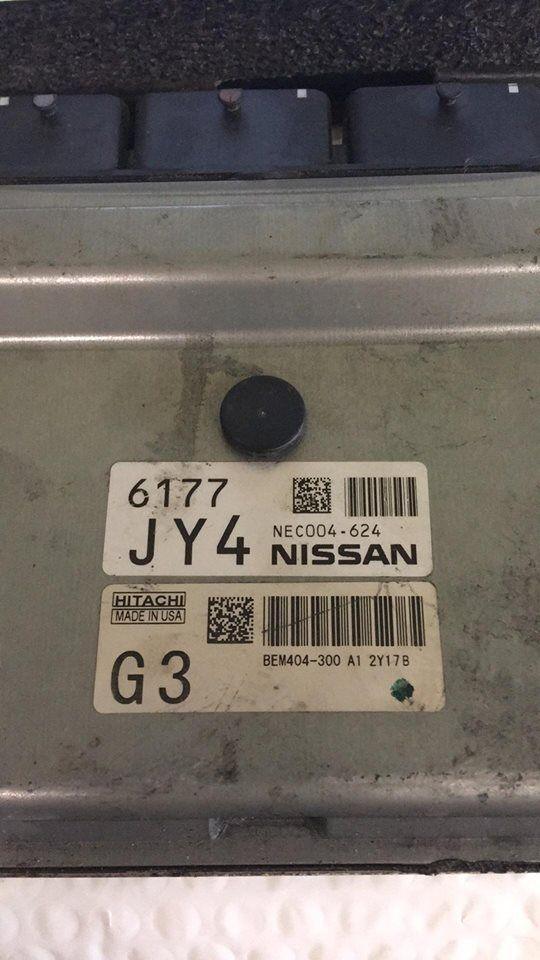 6177
JY4
NEC004-624
NISSAN
HITACHI
MADE IN USA
G3
BEM404-300 A1 2Y17B